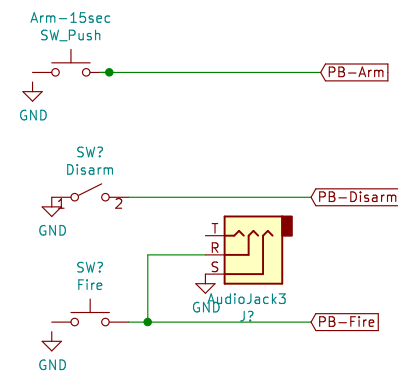 Arm-15sec
SW_Push
PB-Arm
GND
SW?
Disarm
1
2
PB-Disarm
GND
T
R
S
SW?
Fire
AudioJack3
GND
J?
PB-Fire
GND